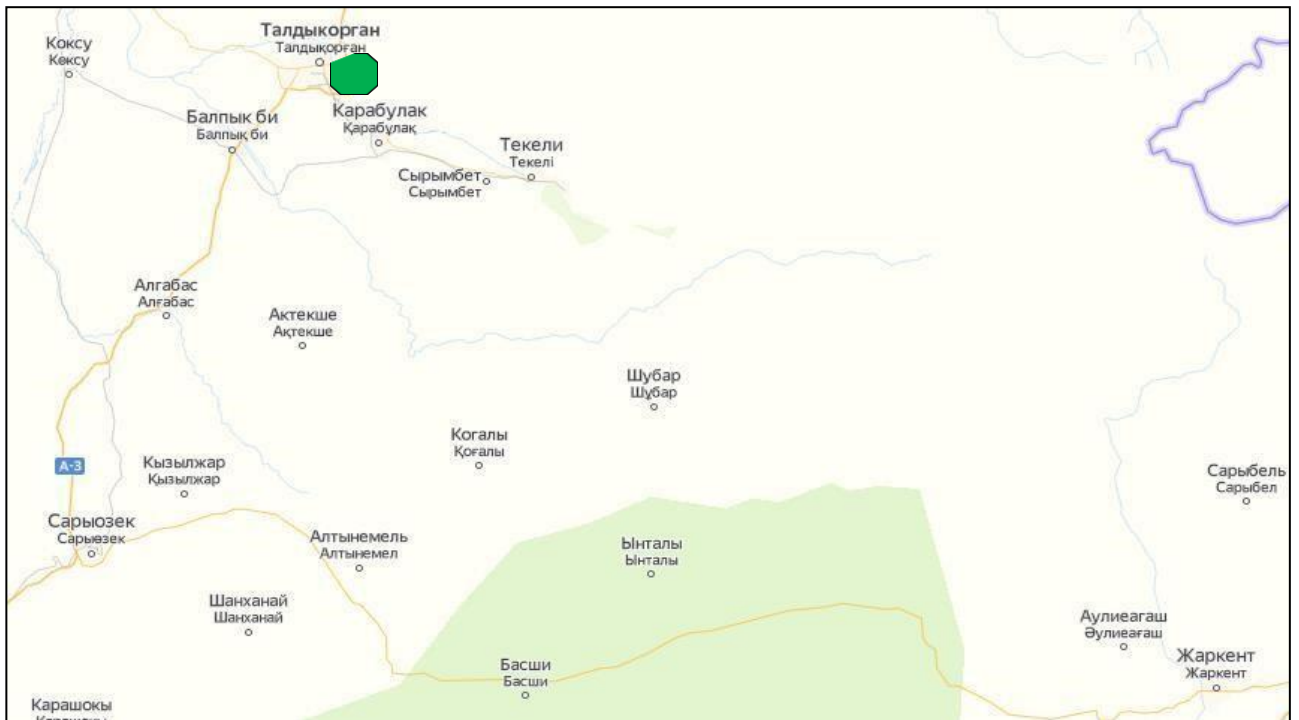 Талдыкорган
Талдықорған
Коксу
Көксу
Балпык би
Балпық би
Карабулак
Қарабұлақ
Текели
Текелі
Сырымбет
Сырымбет
Алгабас
Алғабас
Актекше
Ақтекше
Шубар
Шұбар
Когалы
Қоғалы
А-3
Кызылжар
Қызылжар
Сарыбель
Сарыбел
Сарыозек
Сарыөзек
Алтынемель
Алтынемел
Ынталы
Ынталы
Шанханай
Шанханай
Аулиеагаш
Әулиеағаш
Басши
Басши
Жаркент
Жаркент
Карашокы